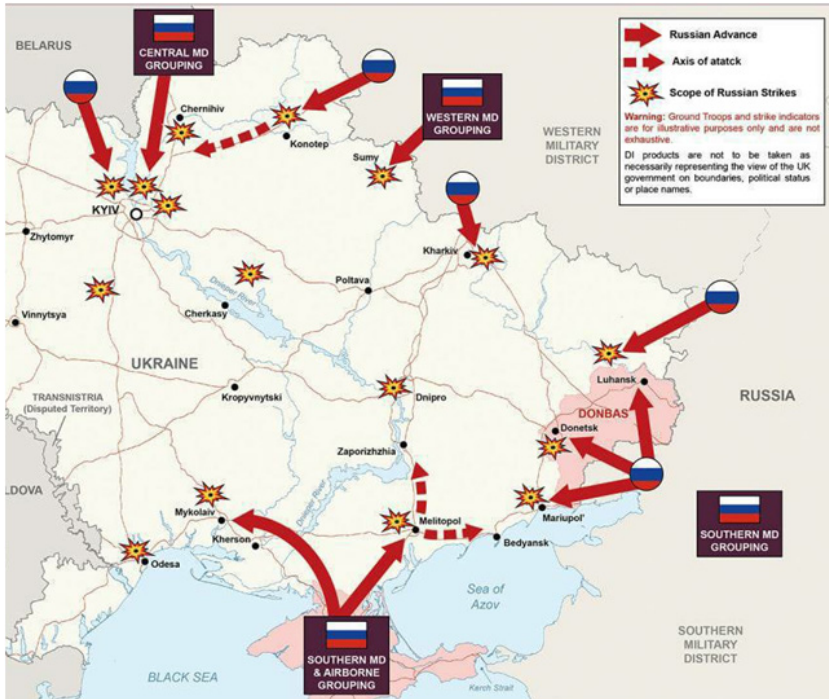 BELARUS
CENTRAL MD
GROUPING
Russian Advance
Axis of atatck
Scope of Russian Strikes
Warning: Ground Troops and strike indicators
are for illustrative purposes only and are not
exhaustive.
DI products are not to be taken as
necessarily representing the view of the UK
government on boundaries, political status
or place names.
WESTERN MD
GROUPING
WESTERN
MILITARY
DISTRICT
Chernihiv
Konotep
Sumy
KYIV
Zhytomyr
Kharkiv
Poltava
Dnieper River
Cherkasy
Vinnytsya
UKRAINE
TRANSNISTRIA
(Disputed Territory)
Kropyvnytski
Dnipro
Luhansk
DONBAS
RUSSIA
Donetsk
Zaporizhzhia
LDOVA
Dnieper River
Mykolaiv
Kherson
Melitopol
Mariupol'
Bedyansk
Odesa
SOUTHERN MD
GROUPING
Sea of
Azov
SOUTHERN MD
& AIRBORNE
GROUPING
SOUTHERN
MILITARY
DISTRICT
BLACK SEA
Kerch Strait